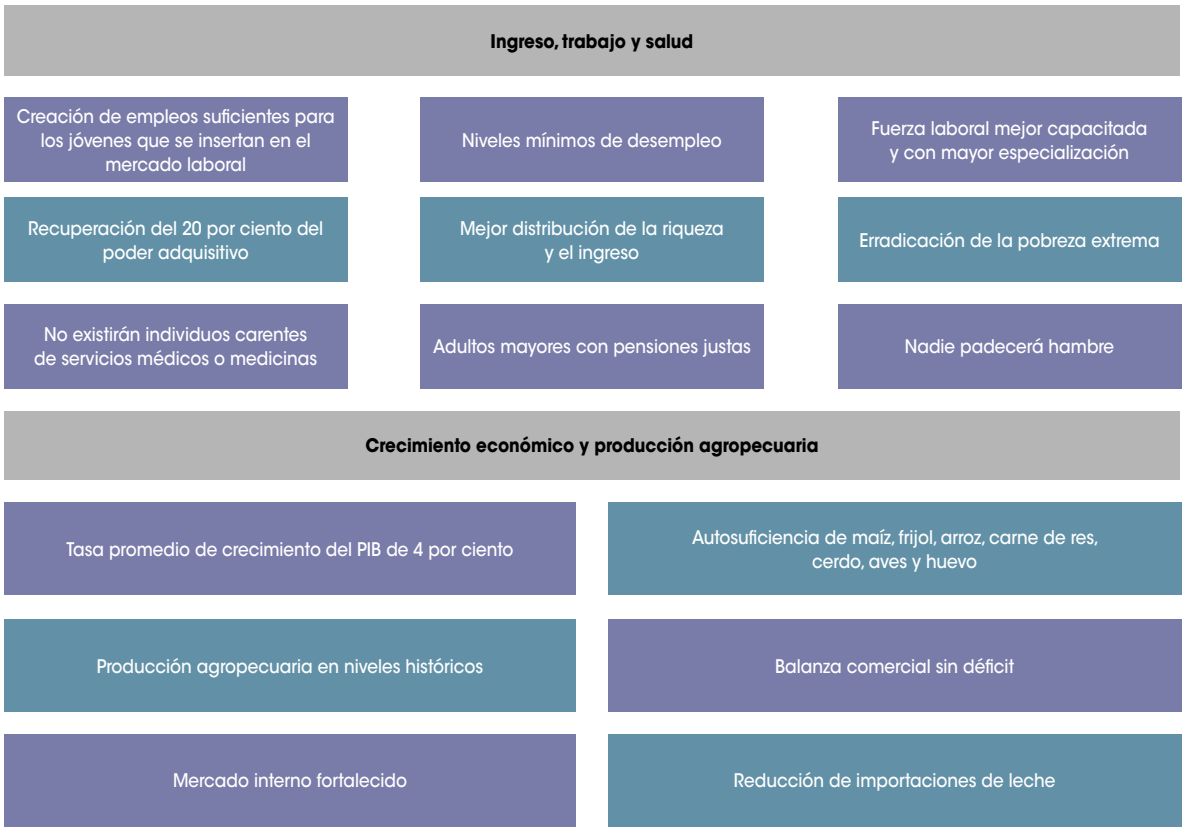 Ingreso, trabajo y salud
Creación de empleos suficientes para
los jóvenes que se insertan en el
mercado laboral
Niveles mínimos de desempleo
Fuerza laboral mejor capacitada
y con mayor especialización
Recuperación del 20 por ciento del
poder adquisitivo
Mejor distribución de la riqueza
y el ingreso
Erradicación de la pobreza extrema
No existirán individuos carentes
de servicios médicos o medicinas
Adultos mayores con pensiones justas
Nadie padecerá hambre
Crecimiento económico y producción agropecuaria
Tasa promedio de crecimiento del PIB de 4 por ciento
Autosuficiencia de maíz, frijol, arroz, carne de res,
cerdo, aves y huevo
Producción agropecuaria en niveles históricos
Balanza comercial sin déficit
Mercado interno fortalecido
Reducción de importaciones de leche